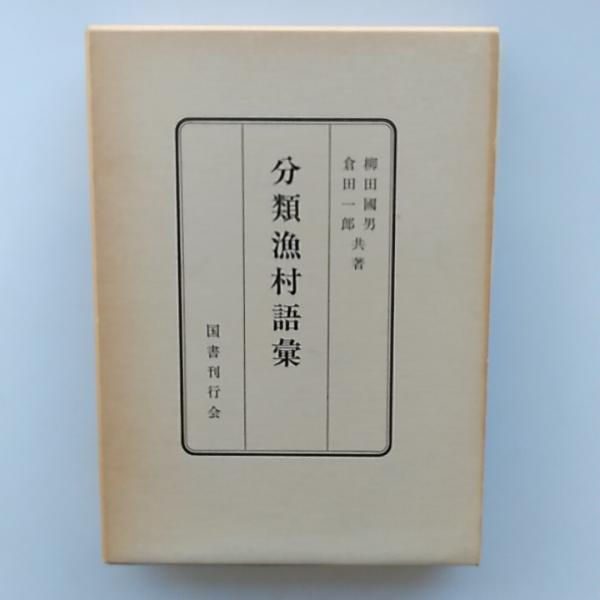 柳田國男
倉田一郎
共著
分類漁村語彙
国書刊行会